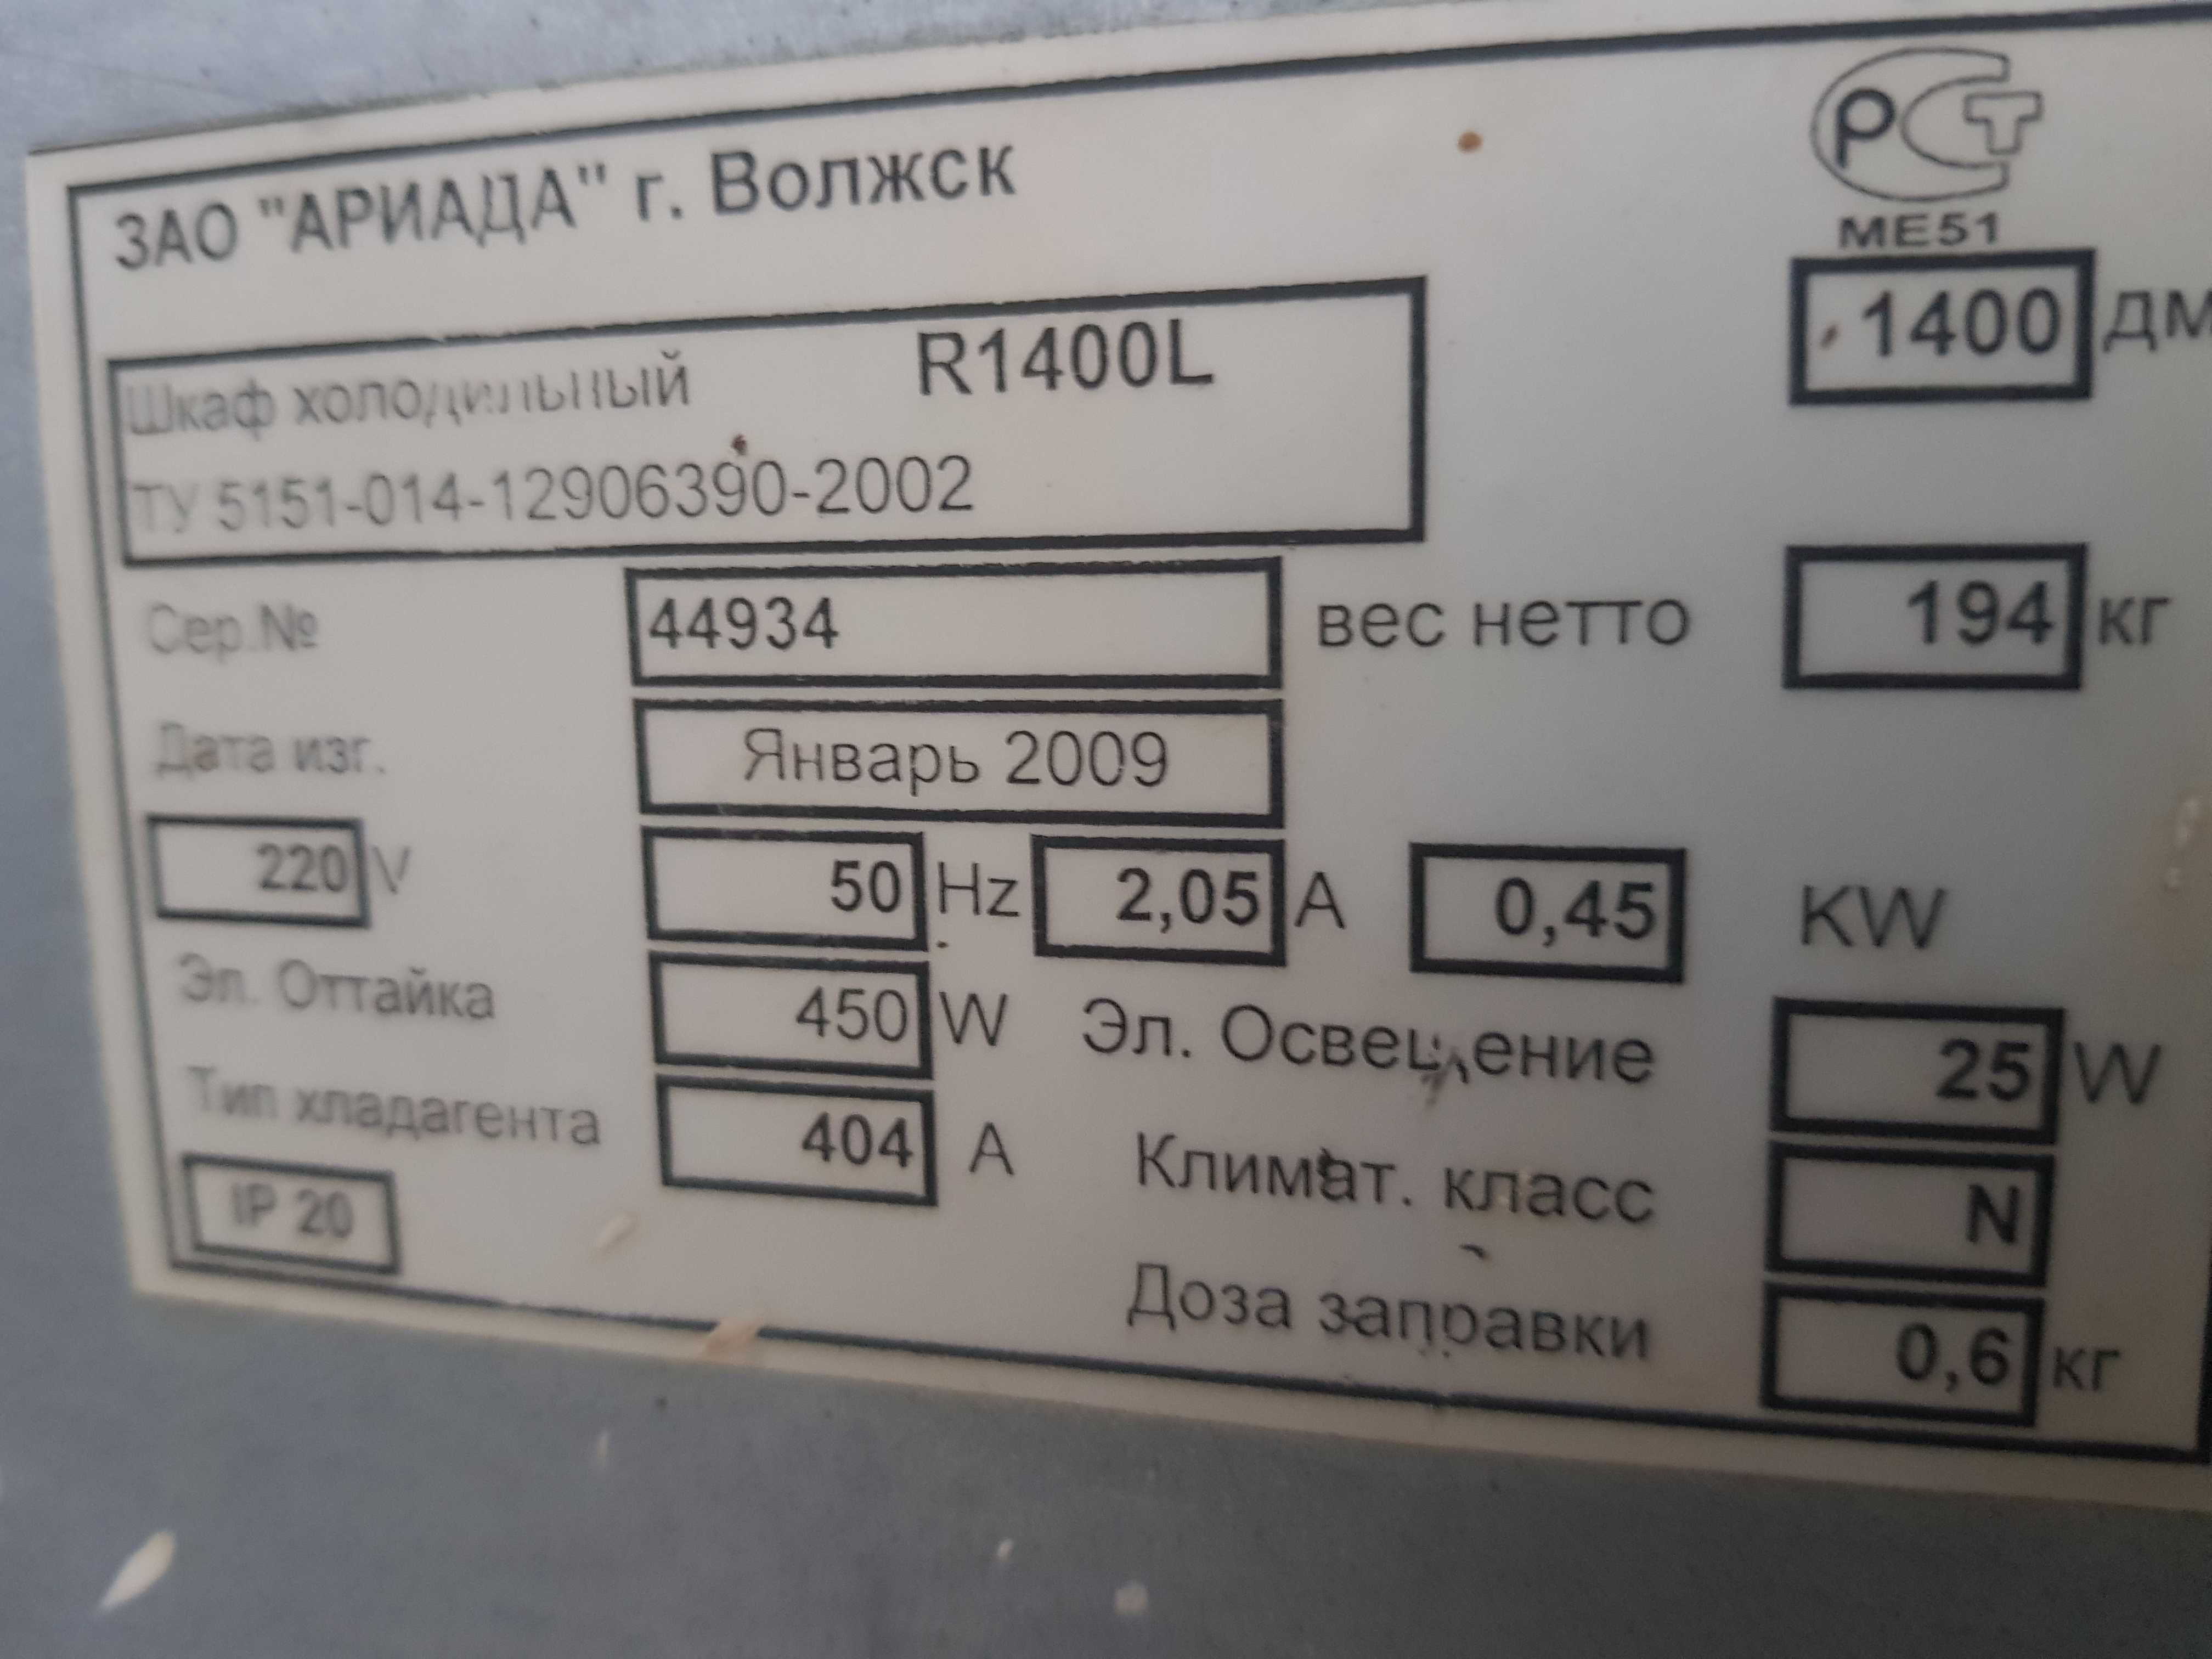 ЗАО "АРИАДА" г. Волжск
РСТ
МЕ51
Шкаф холодильный R1400L
1400 дм
ТУ 5151-014-12906390-2002
Сер.№ 44934 вес нетто 194 кг
Дата изг. Январь 2009
220 V 50 Hz 2,05 A 0,45 KW
Эл. Оттайка 450 W Эл. Освещение 25 W
Тип хладагента 404 А Климат. класс N
IP 20
Доза заправки 0,6 кг